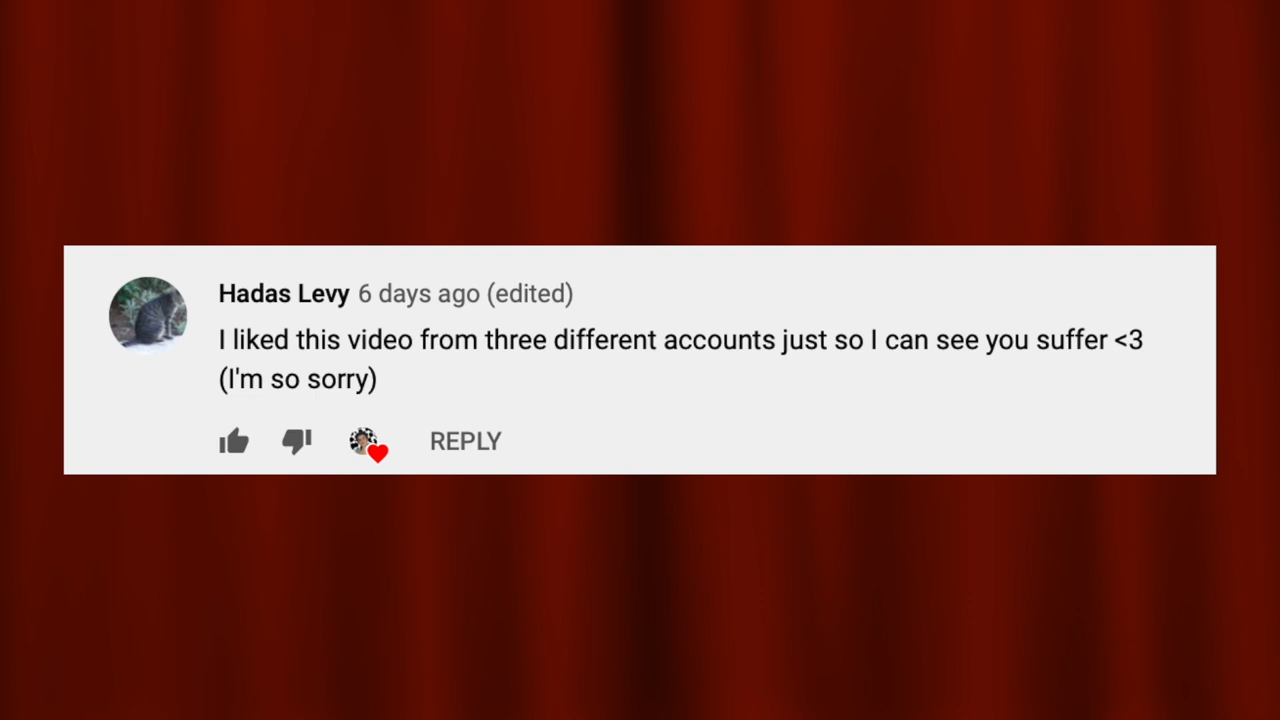 Hadas Levy 6 days ago (edited)
I liked this video from three different accounts just so I can see you suffer <3
(I'm so sorry)
REPLY